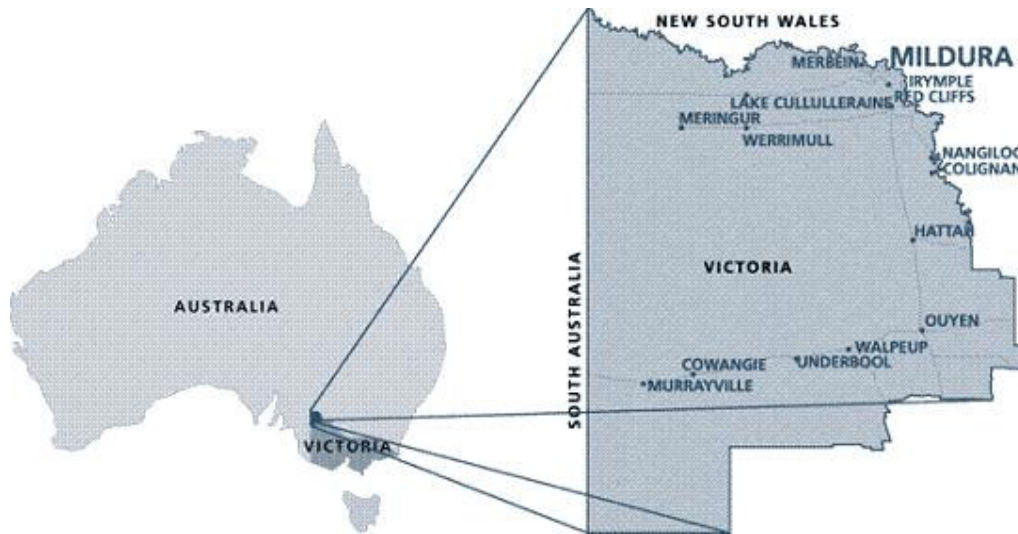 NEW SOUTH WALES
MERBEIN
MILDURA
IRYMPLE
RED CLIFFS
LAKE CULLULLERAINE
MERINGUR
WERRIMULL
NANGILOC
COLIGNAN
HATTAH
AUSTRALIA
SOUTH AUSTRALIA
VICTORIA
OUYEN
WALPEUP
UNDERBOOL
COWANGIE
MURRAYVILLE
VICTORIA